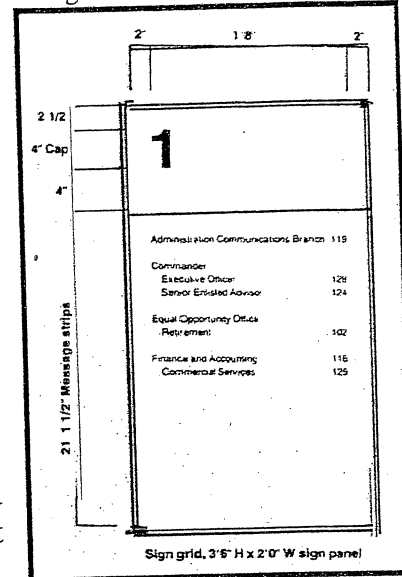 2" 1'8" 2"
2 1/2
4" Cap
4"
1
Administration Communications Branch 119
Commander
Executive Officer 128
Senior Enlisted Advisor 124
Equal Opportunity Office
Retirement 102
Finance and Accounting 116
Commercial Services 125
21 1 1/2" Message strips
Sign grid, 3'6" H x 2'0" W sign panel